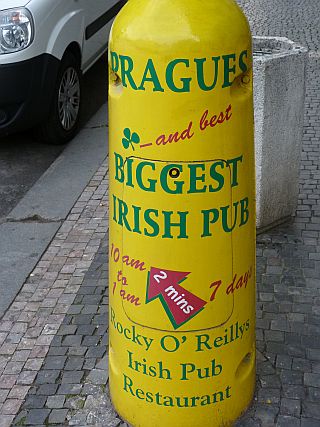 PRAGUES
—and best
BIGGEST
IRISH PUB
10 am
to
1 am
2 mins
7 days
Rocky O' Reillys
Irish Pub
Restaurant